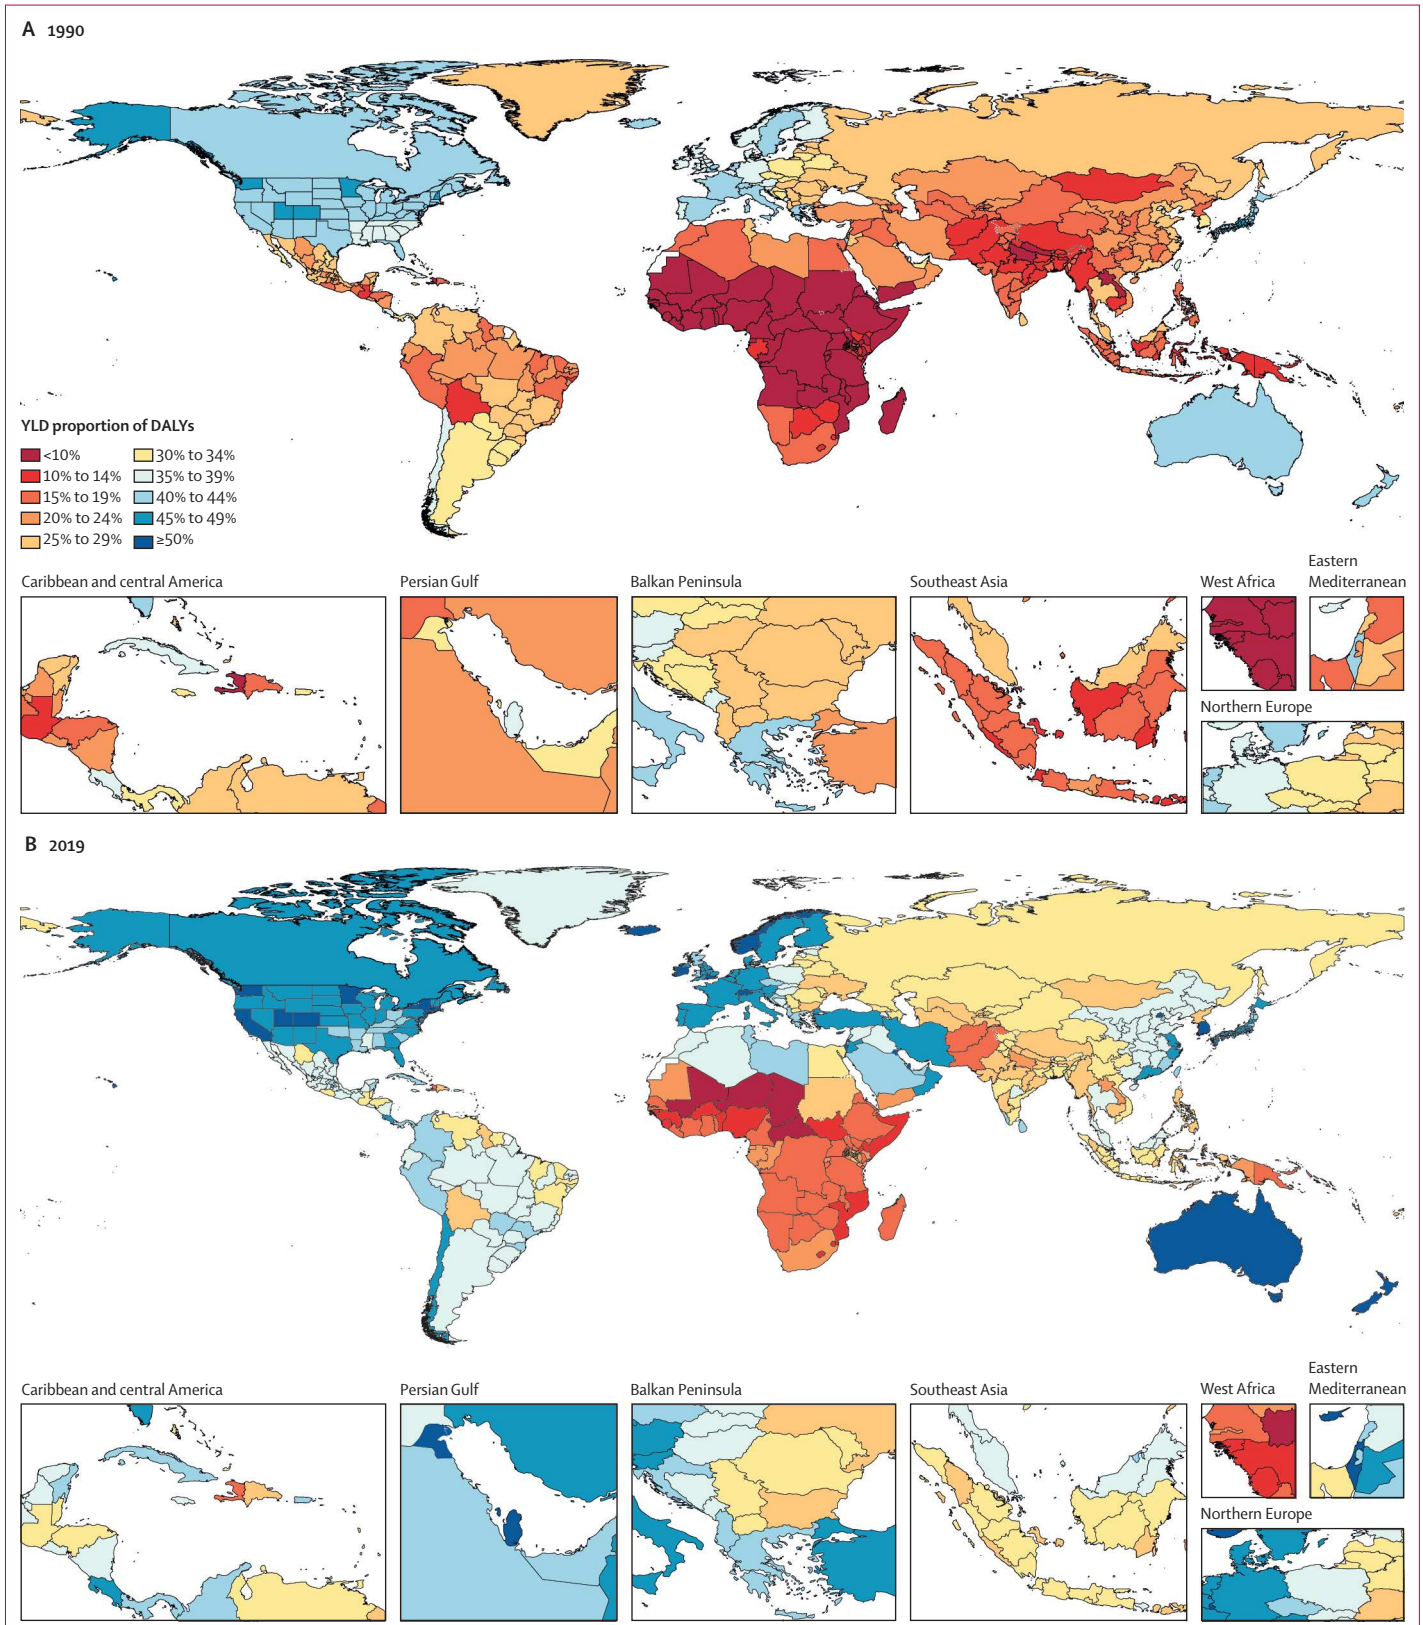 A 1990
YLD proportion of DALYs
<10%
10% to 14%
15% to 19%
20% to 24%
25% to 29%
30% to 34%
35% to 39%
40% to 44%
45% to 49%
≥50%
Caribbean and central America
Persian Gulf
Balkan Peninsula
Southeast Asia
West Africa
Eastern
Mediterranean
Northern Europe
B 2019
Caribbean and central America
Persian Gulf
Balkan Peninsula
Southeast Asia
West Africa
Eastern
Mediterranean
Northern Europe